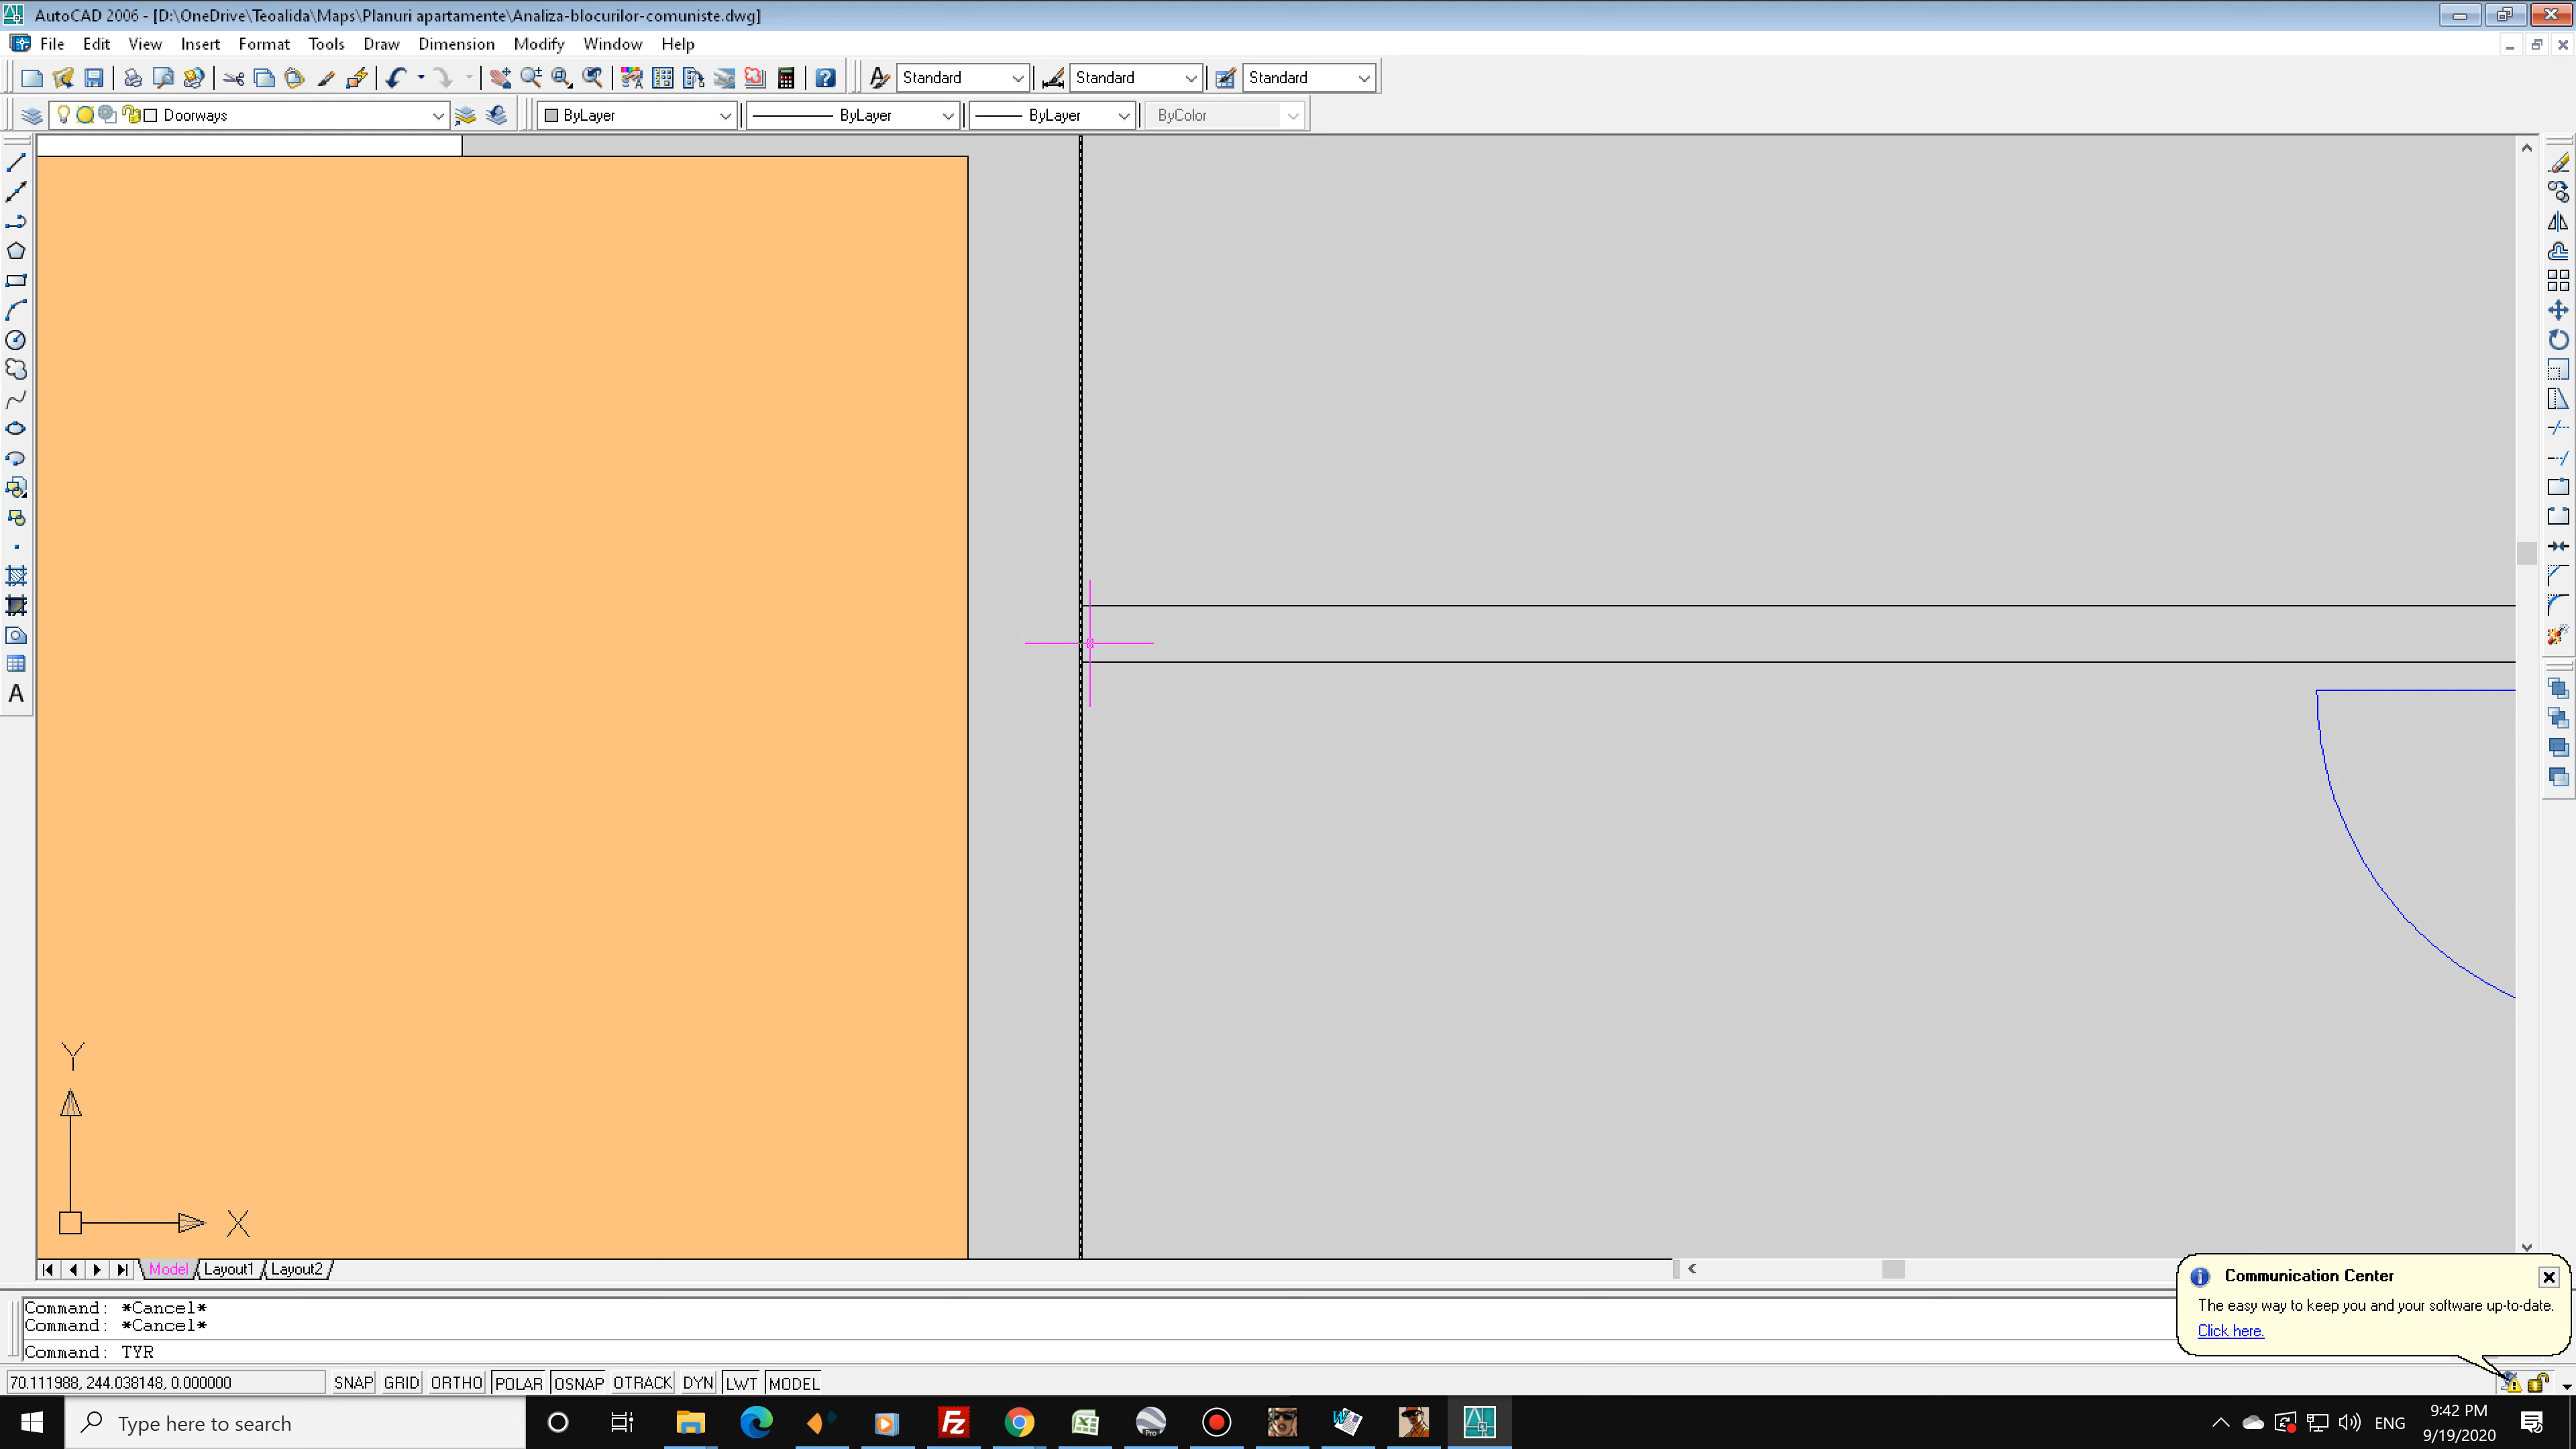 AutoCAD 2006 - [D:\OneDrive\Teoalida\Maps\Planuri apartamente\Analiza-blocurilor-comuniste.dwg]
File Edit View Insert Format Tools Draw Dimension Modify Window Help
Standard Standard Standard
Doorways ByLayer ByLayer ByLayer ByColor
A
Y
X
Model Layout1 Layout2
Communication Center
The easy way to keep you and your software up-to-date.
Click here.
Command: *Cancel*
Command: *Cancel*
Command: TYR
70.111988, 244.038148, 0.000000 SNAP GRID ORTHO POLAR OSNAP OTRACK DYN LWT MODEL
Type here to search
Fz
Pro
W
ENG
9:42 PM
9/19/2020